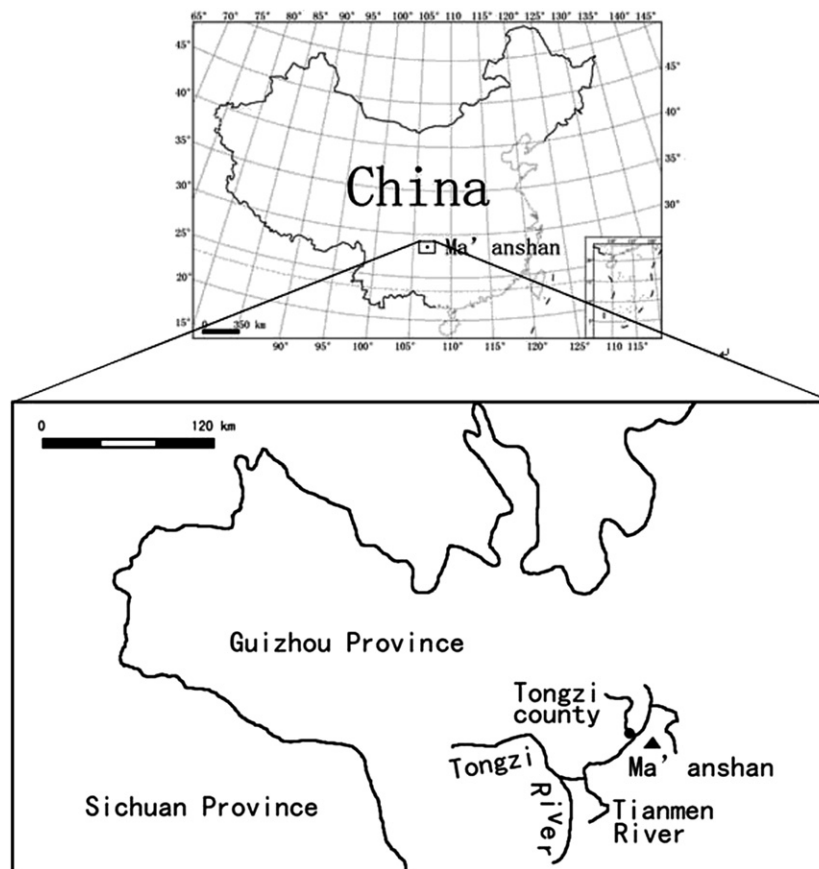 65° 70° 75° 80° 85° 90° 95° 100° 105° 110° 115° 120° 125° 130° 135° 140° 145°
45°
40°
35°
30°
25°
20°
15°
45°
40°
35°
30°
China
Ma' anshan
0 350 km
90° 95° 100° 105° 110° 115° 120° 125° 110 115°
0 120 km
Guizhou Province
Tongzi
county
Tongzi
River
Ma' anshan
Sichuan Province
Tianmen
River